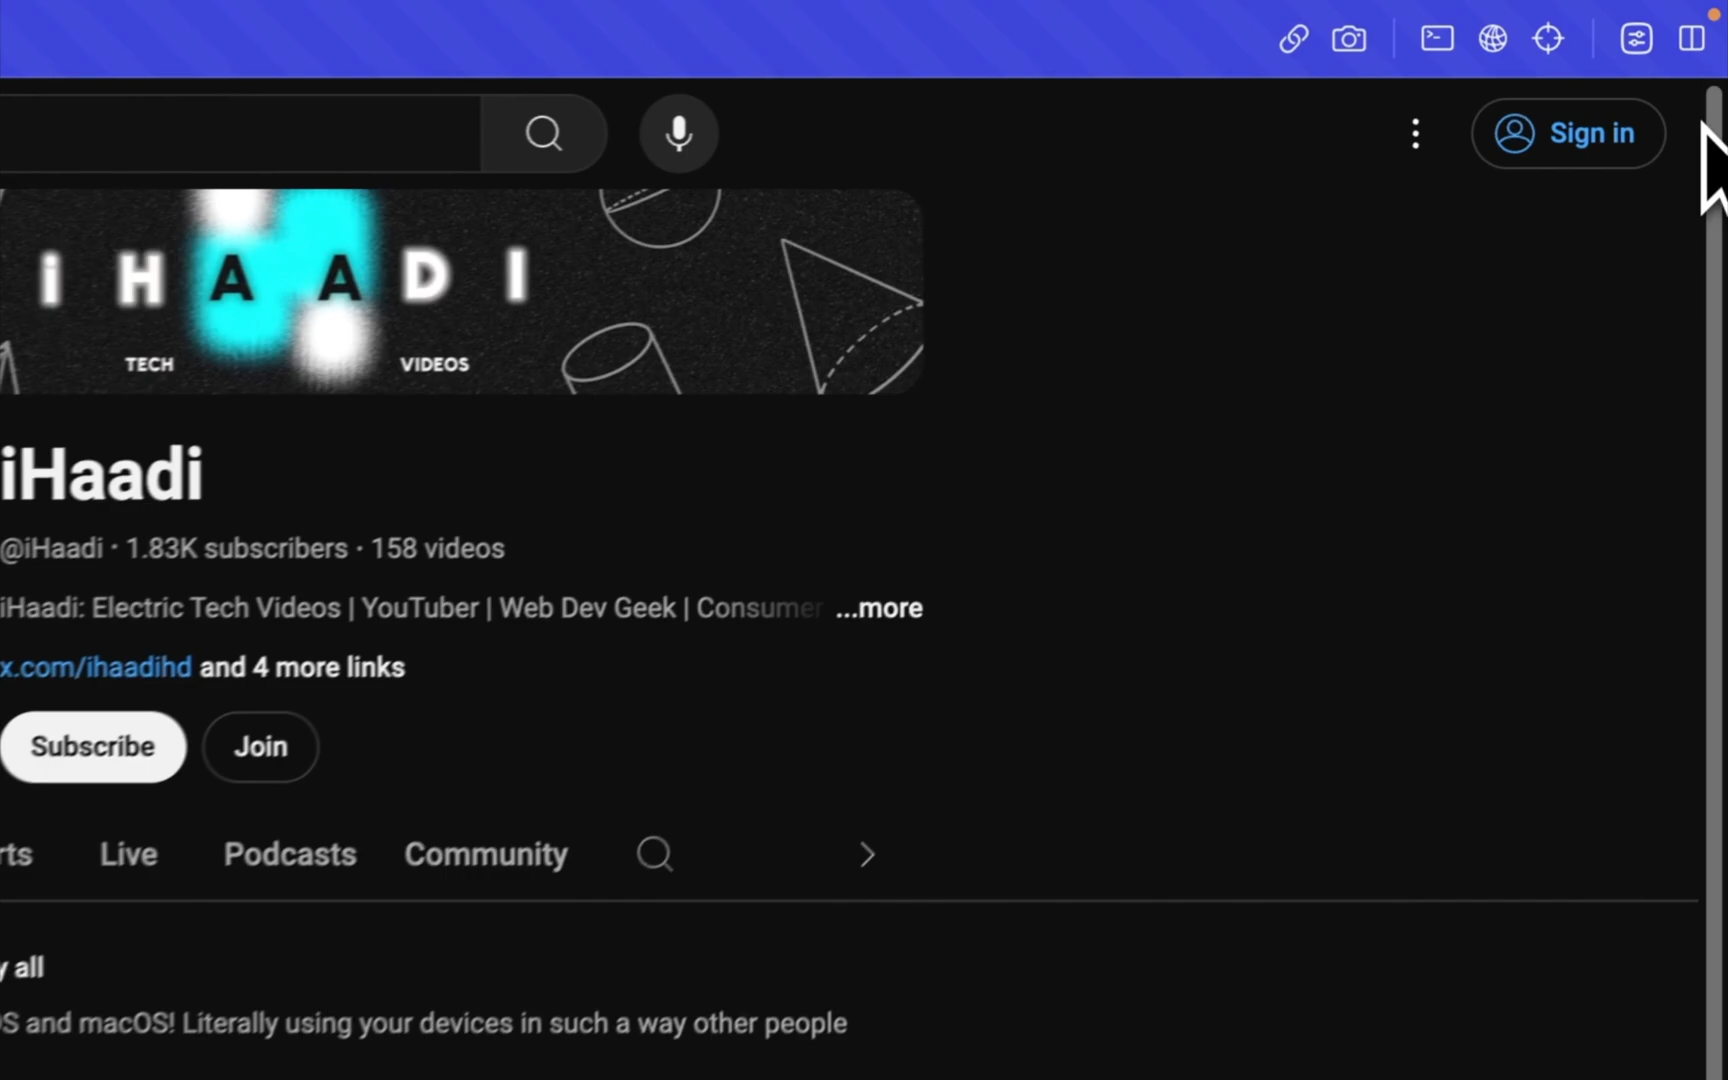 Sign in
i H A A D I
TECH VIDEOS
iHaadi
@iHaadi · 1.83K subscribers · 158 videos
iHaadi: Electric Tech Videos | YouTuber | Web Dev Geek | Consumer ...more
x.com/ihaadihd and 4 more links
Subscribe Join
rts Live Podcasts Community
y all
OS and macOS! Literally using your devices in such a way other people